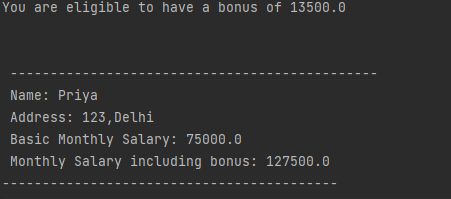 You are eligible to have a bonus of 13500.0
----------------------------------------------
Name: Priya
Address: 123,Delhi
Basic Monthly Salary: 75000.0
Monthly Salary including bonus: 127500.0
------------------------------------------